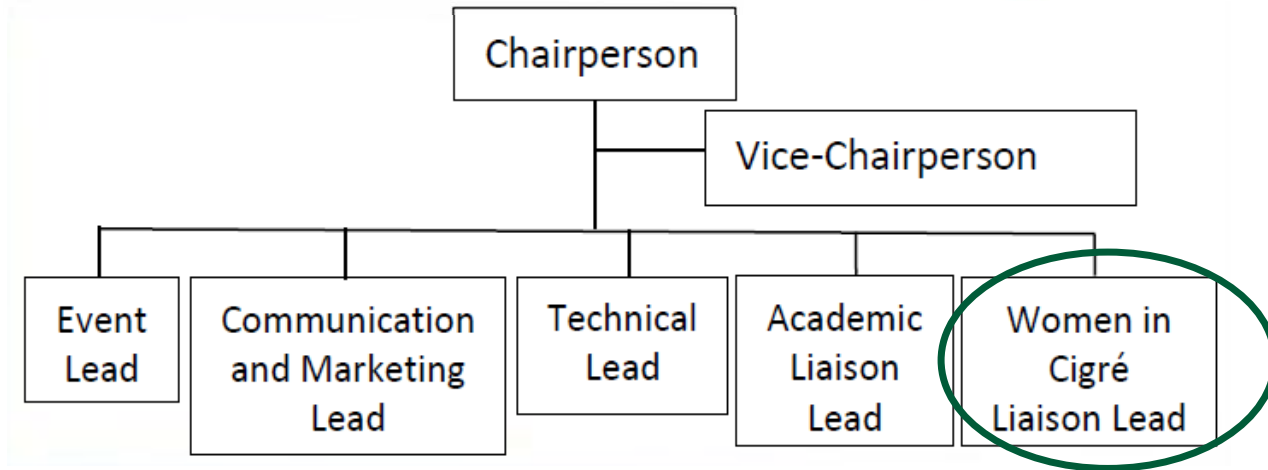 Chairperson
Vice-Chairperson
Event
Lead
Communication
and Marketing
Lead
Technical
Lead
Academic
Liaison
Lead
Women in
Cigré
Liaison Lead